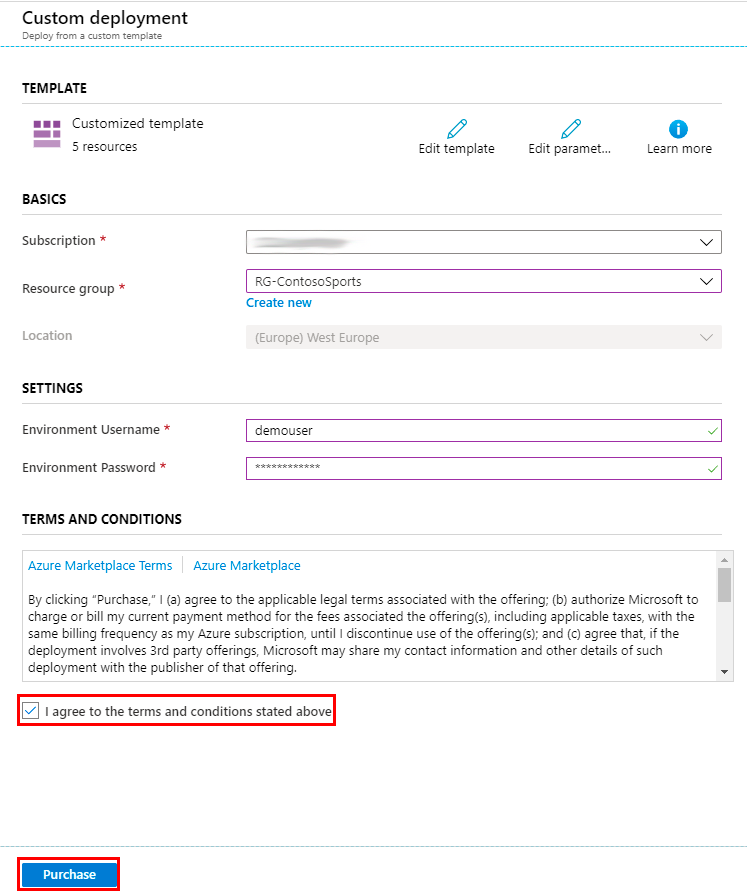 Custom deployment
Deploy from a custom template
TEMPLATE
Customized template
5 resources
Edit template
Edit paramet...
Learn more
BASICS
Subscription *
Resource group *
RG-ContosoSports
Create new
Location
(Europe) West Europe
SETTINGS
Environment Username *
demouser
Environment Password *
************
TERMS AND CONDITIONS
Azure Marketplace Terms | Azure Marketplace
By clicking “Purchase,” I (a) agree to the applicable legal terms associated with the offering; (b) authorize Microsoft to
charge or bill my current payment method for the fees associated the offering(s), including applicable taxes, with the
same billing frequency as my Azure subscription, until I discontinue use of the offering(s); and (c) agree that, if the
deployment involves 3rd party offerings, Microsoft may share my contact information and other details of such
deployment with the publisher of that offering.
I agree to the terms and conditions stated above
Purchase